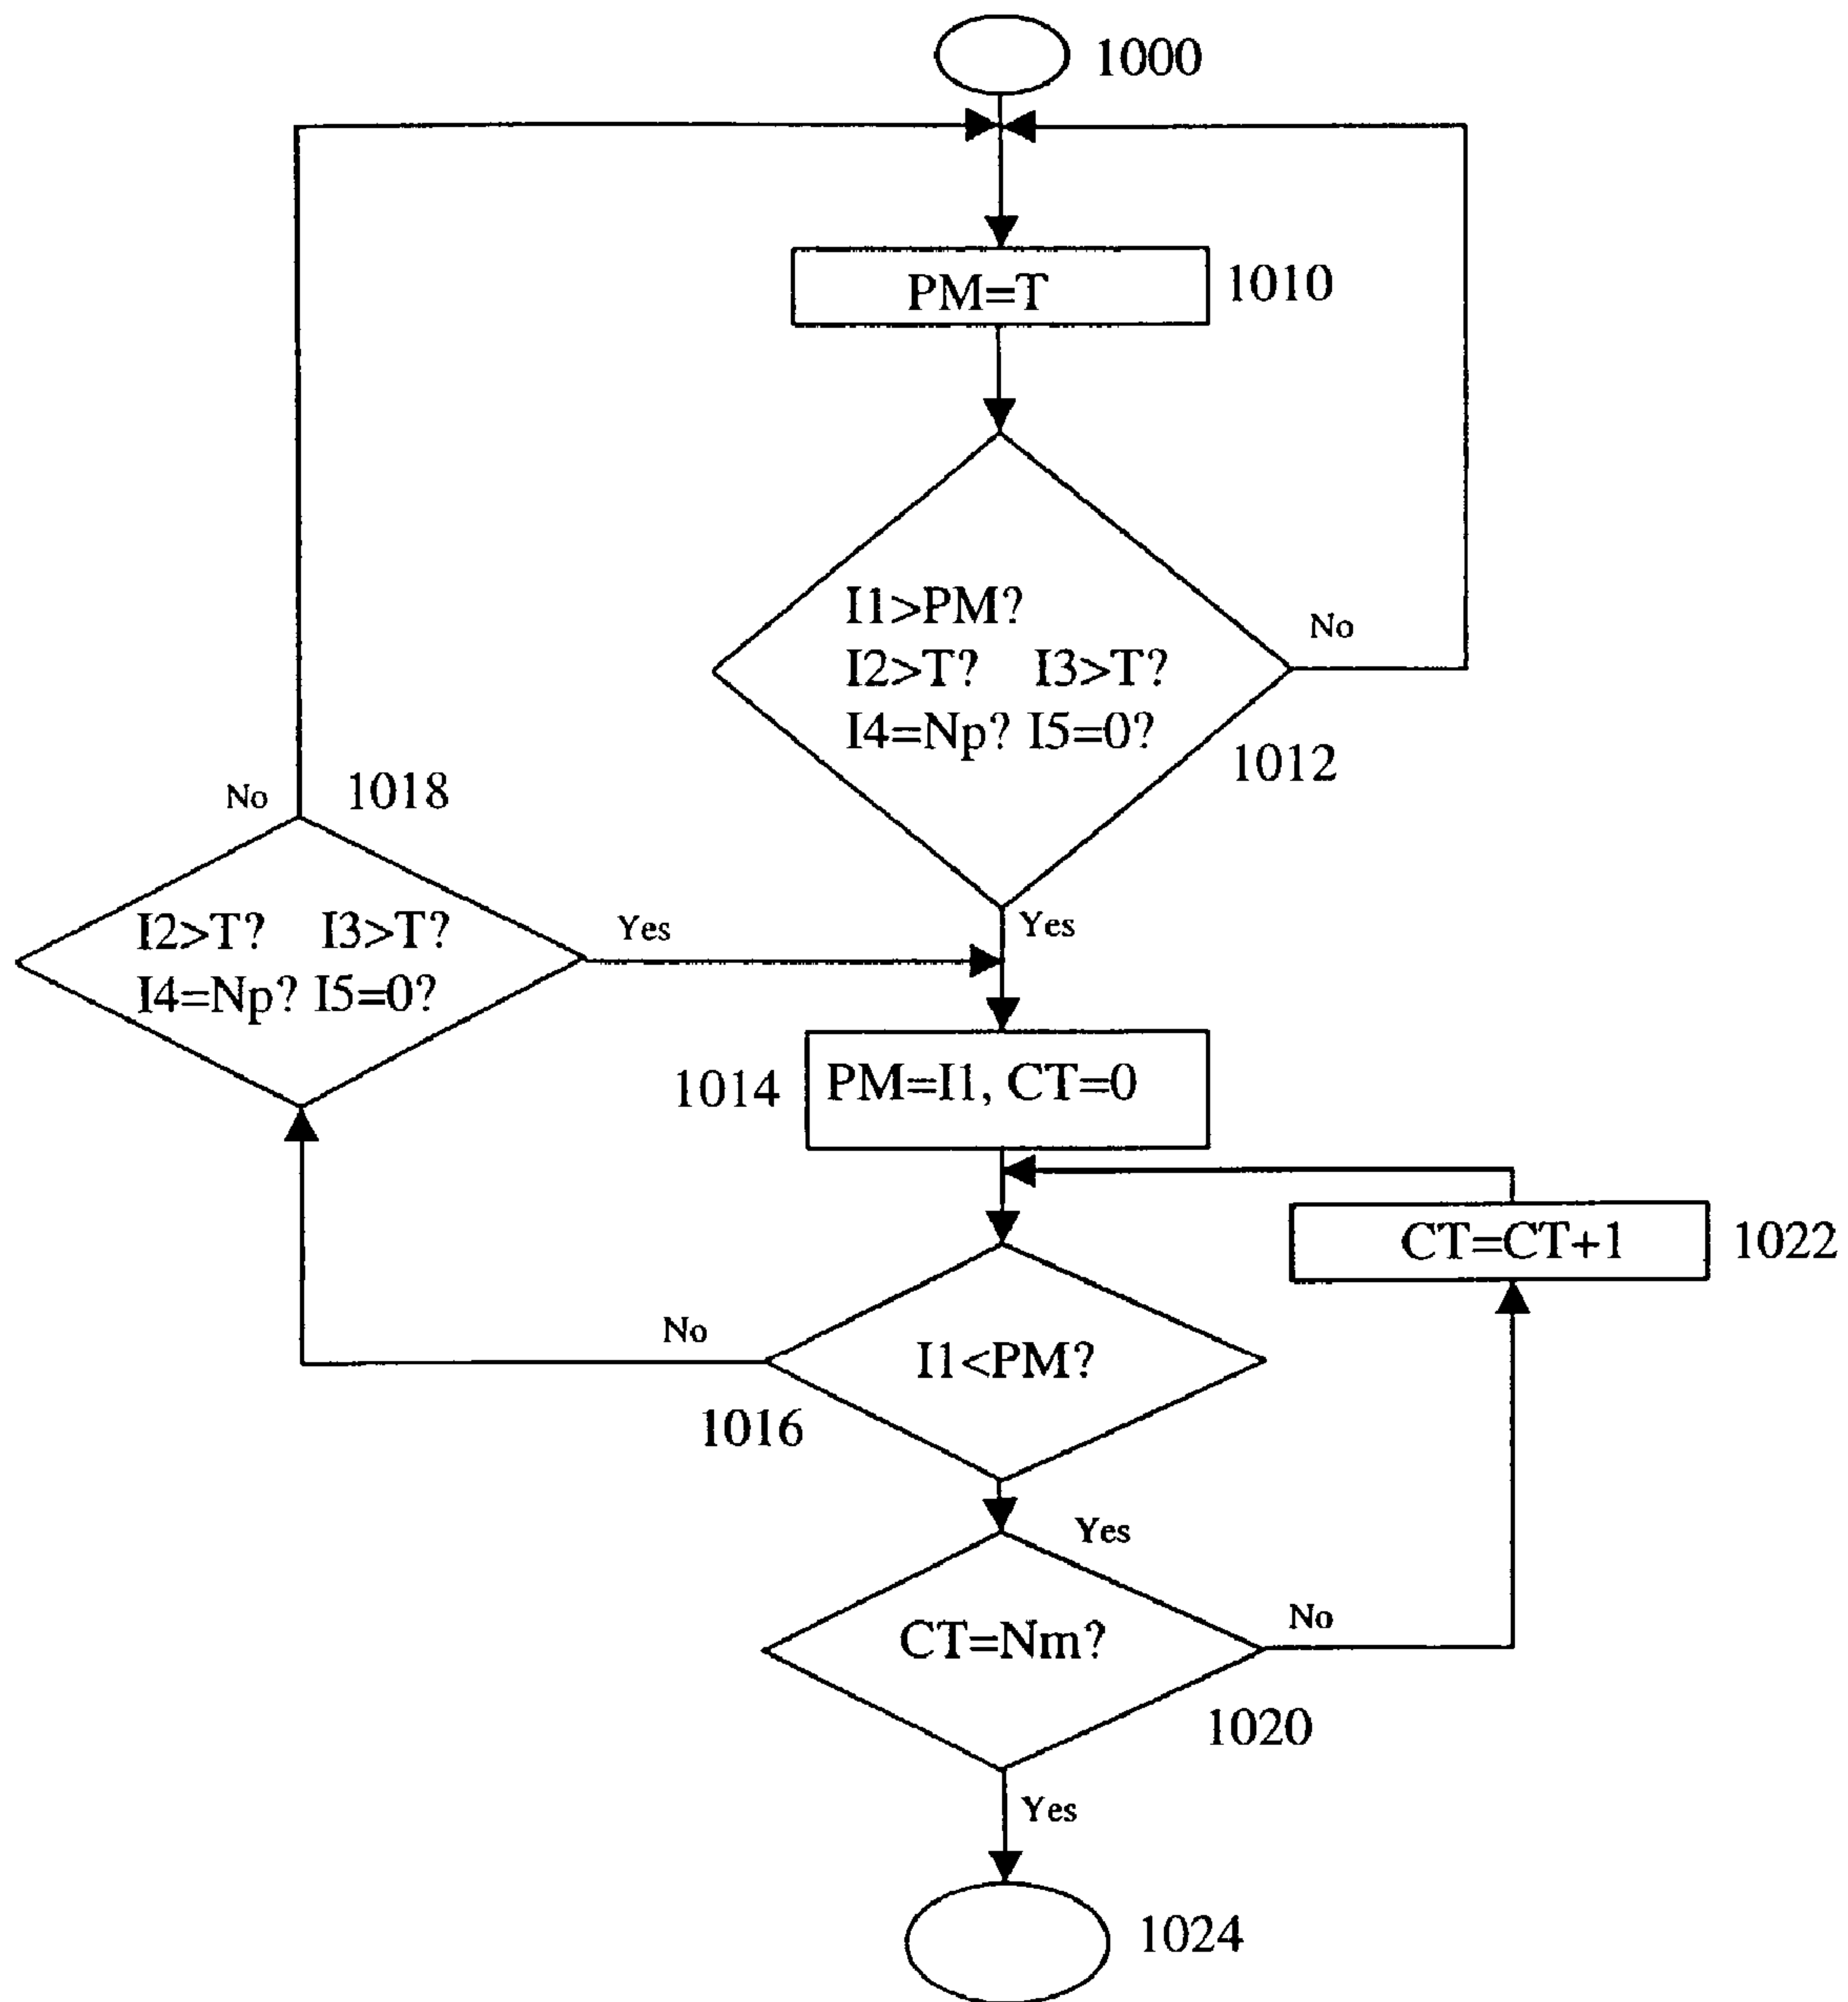 1000
PM=T
1010
I1>PM?
I2>T? I3>T?
I4=Np? I5=0?
No
1012
Yes
No
1018
I2>T? I3>T?
I4=Np? I5=0?
Yes
1014
PM=I1, CT=0
CT=CT+1
1022
No
I1<PM?
1016
Yes
CT=Nm?
No
1020
Yes
1024